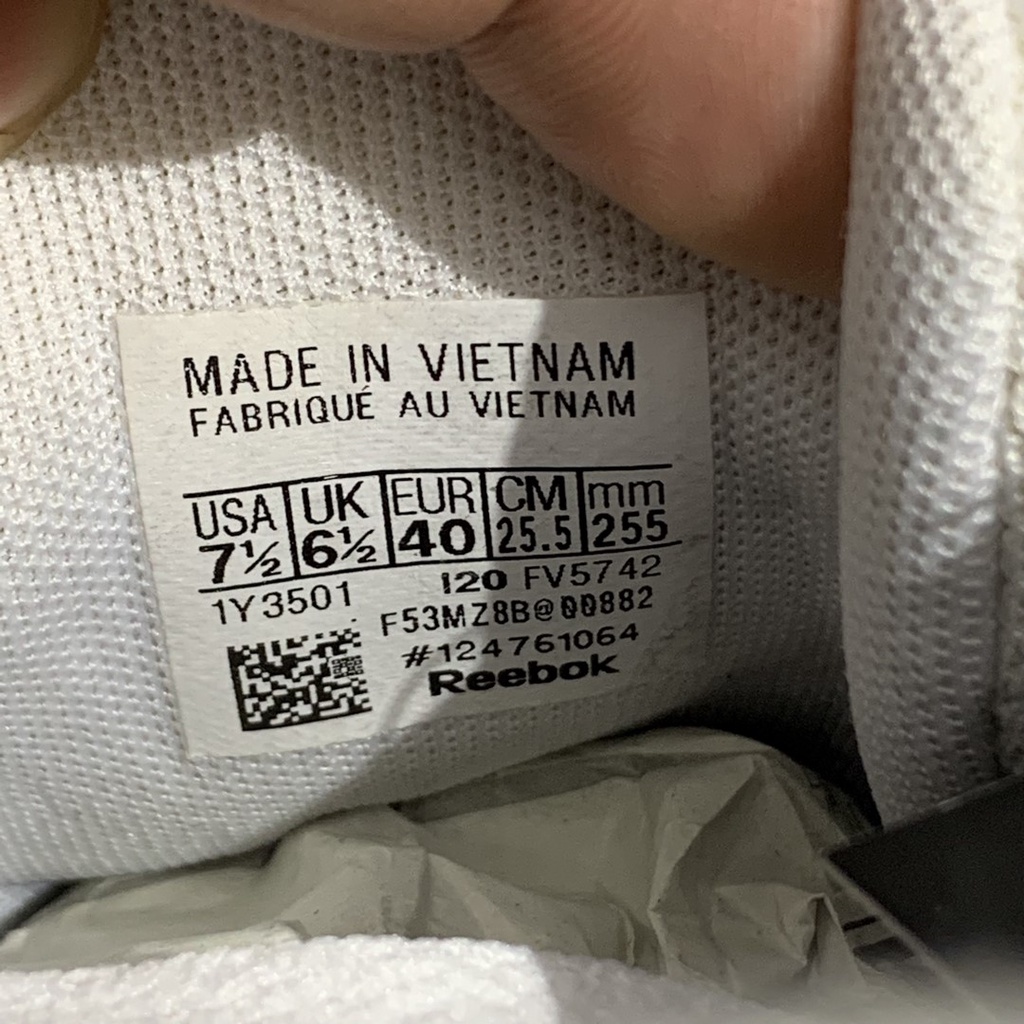 MADE IN VIETNAM
FABRIQUÉ AU VIETNAM
USA UK EUR CM mm
7½ 6½ 40 25.5 255
1Y3501 I20 FV5742
F53MZ8B@00882
#124761064
Reebok